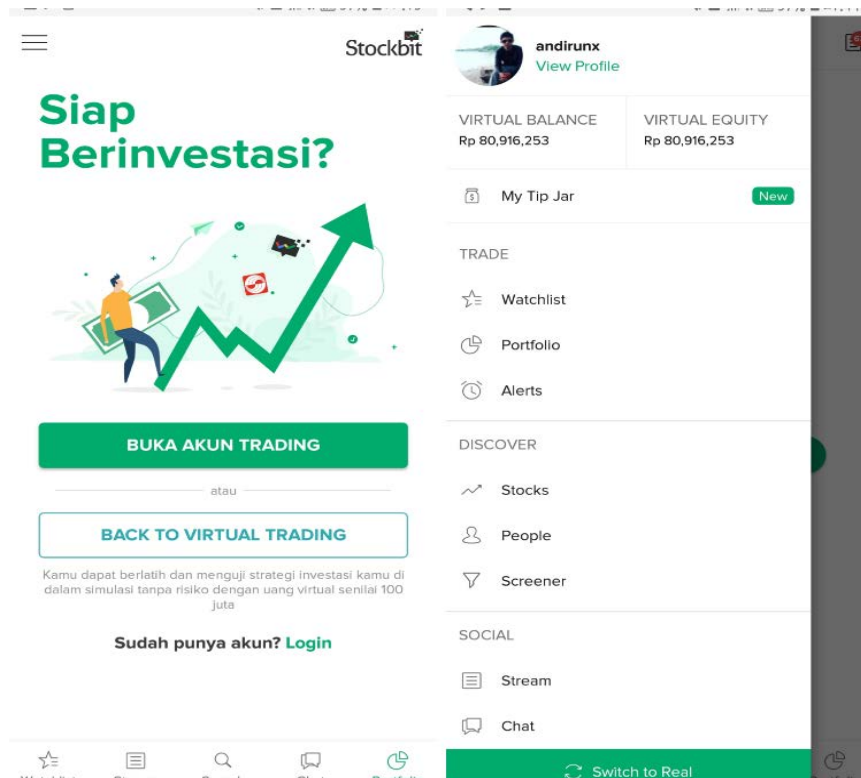 Stockbit
Siap
Berinvestasi?
BUKA AKUN TRADING
atau
BACK TO VIRTUAL TRADING
Kamu dapat berlatih dan menguji strategi investasi kamu di
dalam simulasi tanpa risiko dengan uang virtual senilai 100
juta
Sudah punya akun? Login
andirunx
View Profile
VIRTUAL BALANCE
Rp 80,916,253
VIRTUAL EQUITY
Rp 80,916,253
My Tip Jar
New
TRADE
Watchlist
Portfolio
Alerts
DISCOVER
Stocks
People
Screener
SOCIAL
Stream
Chat
Switch to Real